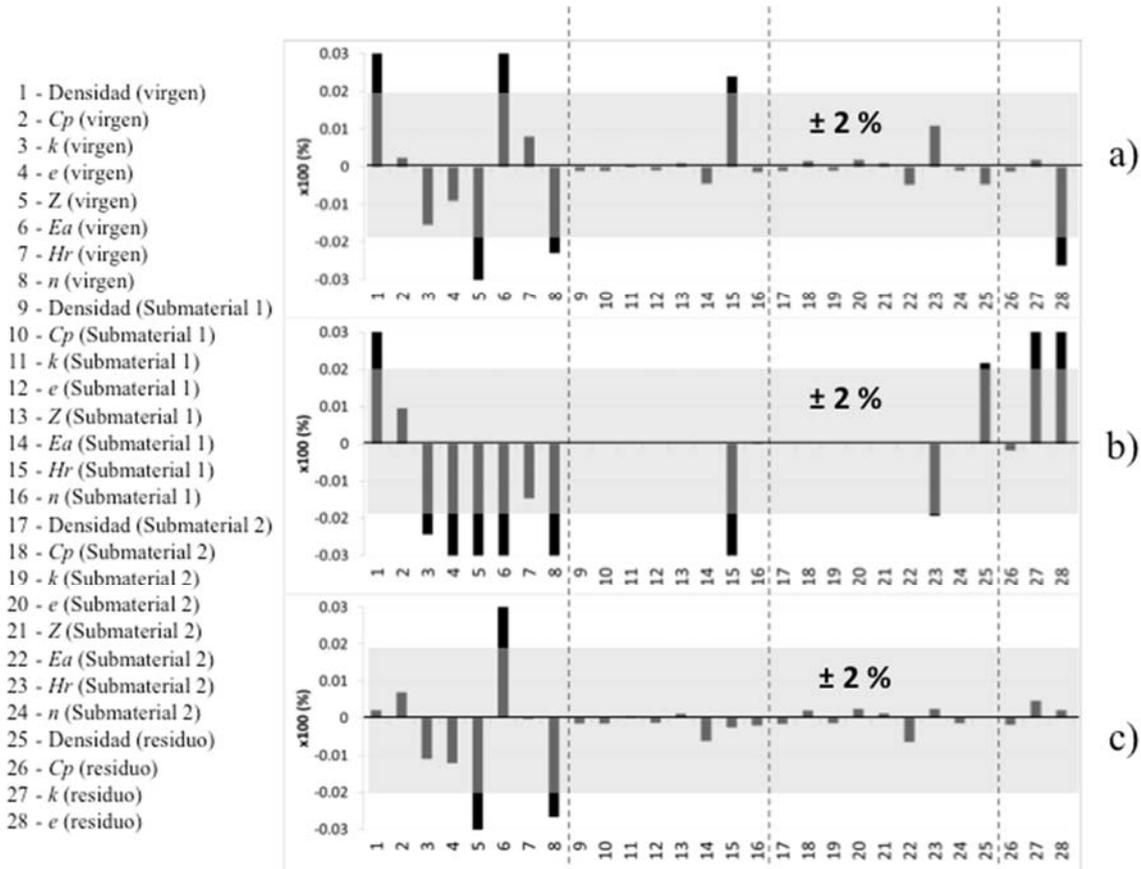 1 - Densidad (virgen)
2 - Cp (virgen)
3 - k (virgen)
4 - e (virgen)
5 - Z (virgen)
6 - Ea (virgen)
7 - Hr (virgen)
8 - n (virgen)
9 - Densidad (Submaterial 1)
10 - Cp (Submaterial 1)
11 - k (Submaterial 1)
12 - e (Submaterial 1)
13 - Z (Submaterial 1)
14 - Ea (Submaterial 1)
15 - Hr (Submaterial 1)
16 - n (Submaterial 1)
17 - Densidad (Submaterial 2)
18 - Cp (Submaterial 2)
19 - k (Submaterial 2)
20 - e (Submaterial 2)
21 - Z (Submaterial 2)
22 - Ea (Submaterial 2)
23 - Hr (Submaterial 2)
24 - n (Submaterial 2)
25 - Densidad (residuo)
26 - Cp (residuo)
27 - k (residuo)
28 - e (residuo)
x100 (%)
0.03
0.02
0.01
0
-0.01
-0.02
-0.03
± 2 %
1 2 3 4 5 6 7 8 9 10 11 12 13 14 15 16 17 18 19 20 21 22 23 24 25 26 27 28
a)
x100 (%)
0.03
0.02
0.01
0
-0.01
-0.02
-0.03
± 2 %
1 2 3 4 5 6 7 8 9 10 11 12 13 14 15 16 17 18 19 20 21 22 23 24 25 26 27 28
b)
x100 (%)
0.03
0.02
0.01
0
-0.01
-0.02
-0.03
± 2 %
1 2 3 4 5 6 7 8 9 10 11 12 13 14 15 16 17 18 19 20 21 22 23 24 25 26 27 28
c)